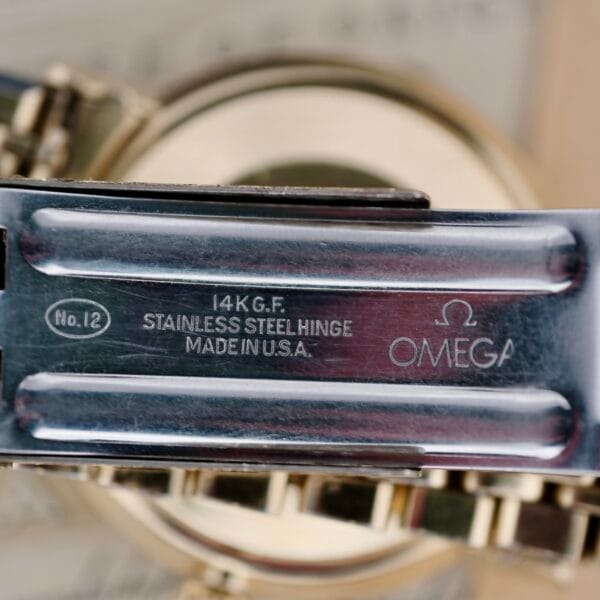 No. 12
14K G.F.
STAINLESS STEEL HINGE
MADE IN U.S.A.
Ω
OMEGA